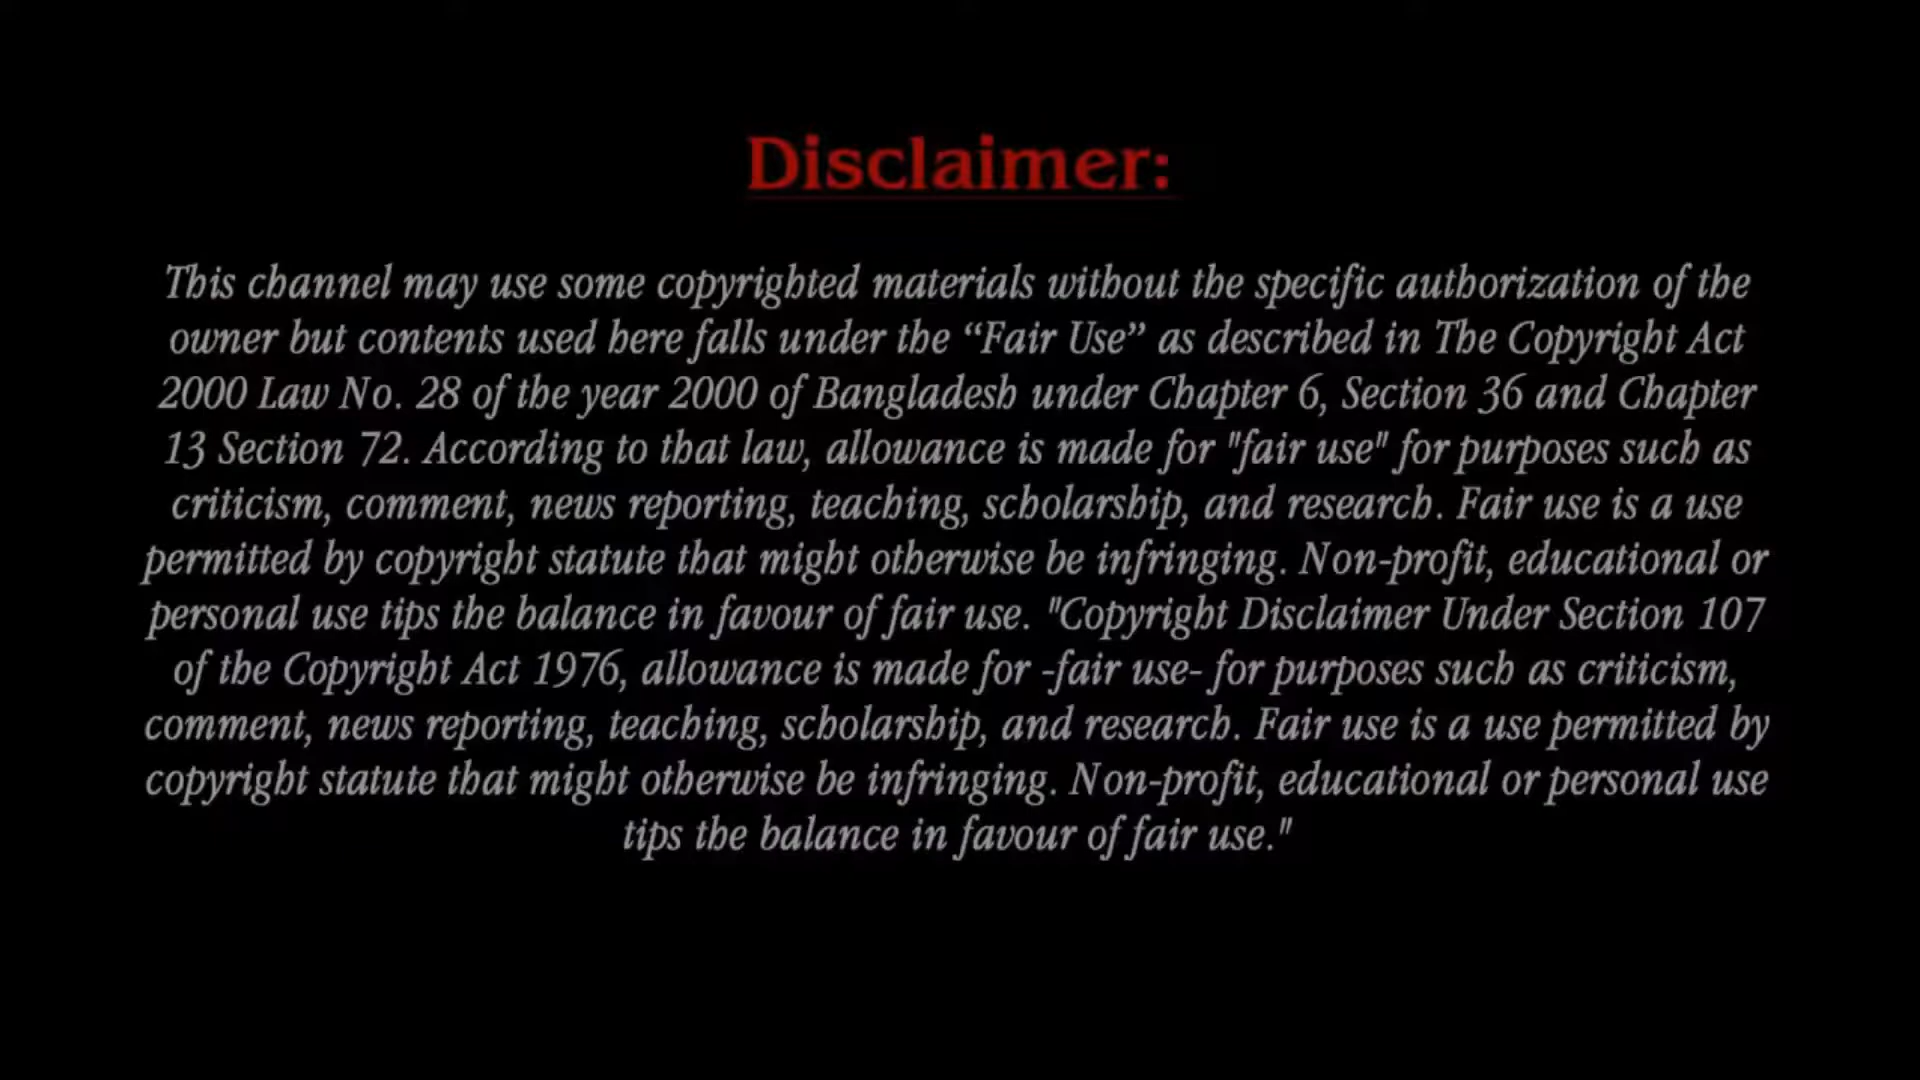 Disclaimer:
This channel may use some copyrighted materials without the specific authorization of the
owner but contents used here falls under the “Fair Use” as described in The Copyright Act
2000 Law No. 28 of the year 2000 of Bangladesh under Chapter 6, Section 36 and Chapter
13 Section 72. According to that law, allowance is made for "fair use" for purposes such as
criticism, comment, news reporting, teaching, scholarship, and research. Fair use is a use
permitted by copyright statute that might otherwise be infringing. Non-profit, educational or
personal use tips the balance in favour of fair use. "Copyright Disclaimer Under Section 107
of the Copyright Act 1976, allowance is made for -fair use- for purposes such as criticism,
comment, news reporting, teaching, scholarship, and research. Fair use is a use permitted by
copyright statute that might otherwise be infringing. Non-profit, educational or personal use
tips the balance in favour of fair use."